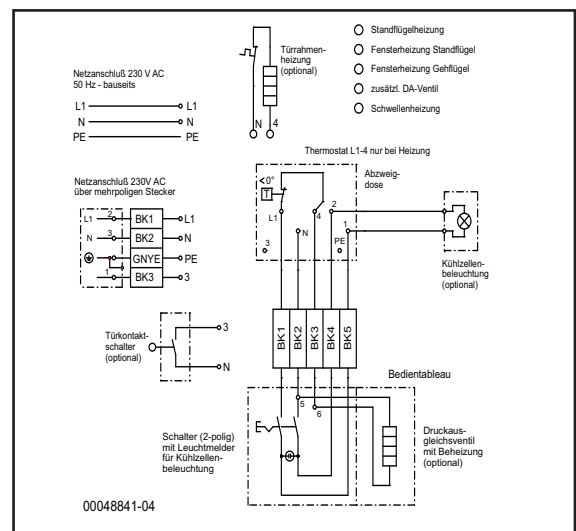 Netzanschluß 230 V AC
50 Hz - bauseits
L1
L1
N
N
PE
Türrahmen-
heizung
(optional)
N
4
Standflügelheizung
Fensterheizung Standflügel
Fensterheizung Gehflügel
zusätzl. DA-Ventil
Schwellenheizung
Thermostat L1-4 nur bei Heizung
Netzanschluß 230V AC
über mehrpoligen Stecker
L1
2
BK1
L1
N
3
BK2
N
GNYE
PE
1
BK3
3
<0°
T
L1
N
4
2
3
PE
1
Abzweig-
dose
Kühlzellen-
beleuchtung
(optional)
Türkontakt-
schalter
(optional)
3
N
BK1
BK2
BK3
BK4
BK5
Bedientableau
5
6
Schalter (2-polig)
mit Leuchtmelder
für Kühlzellen-
beleuchtung
Druckaus-
gleichsventil
mit Beheizung
(optional)
00048841-04